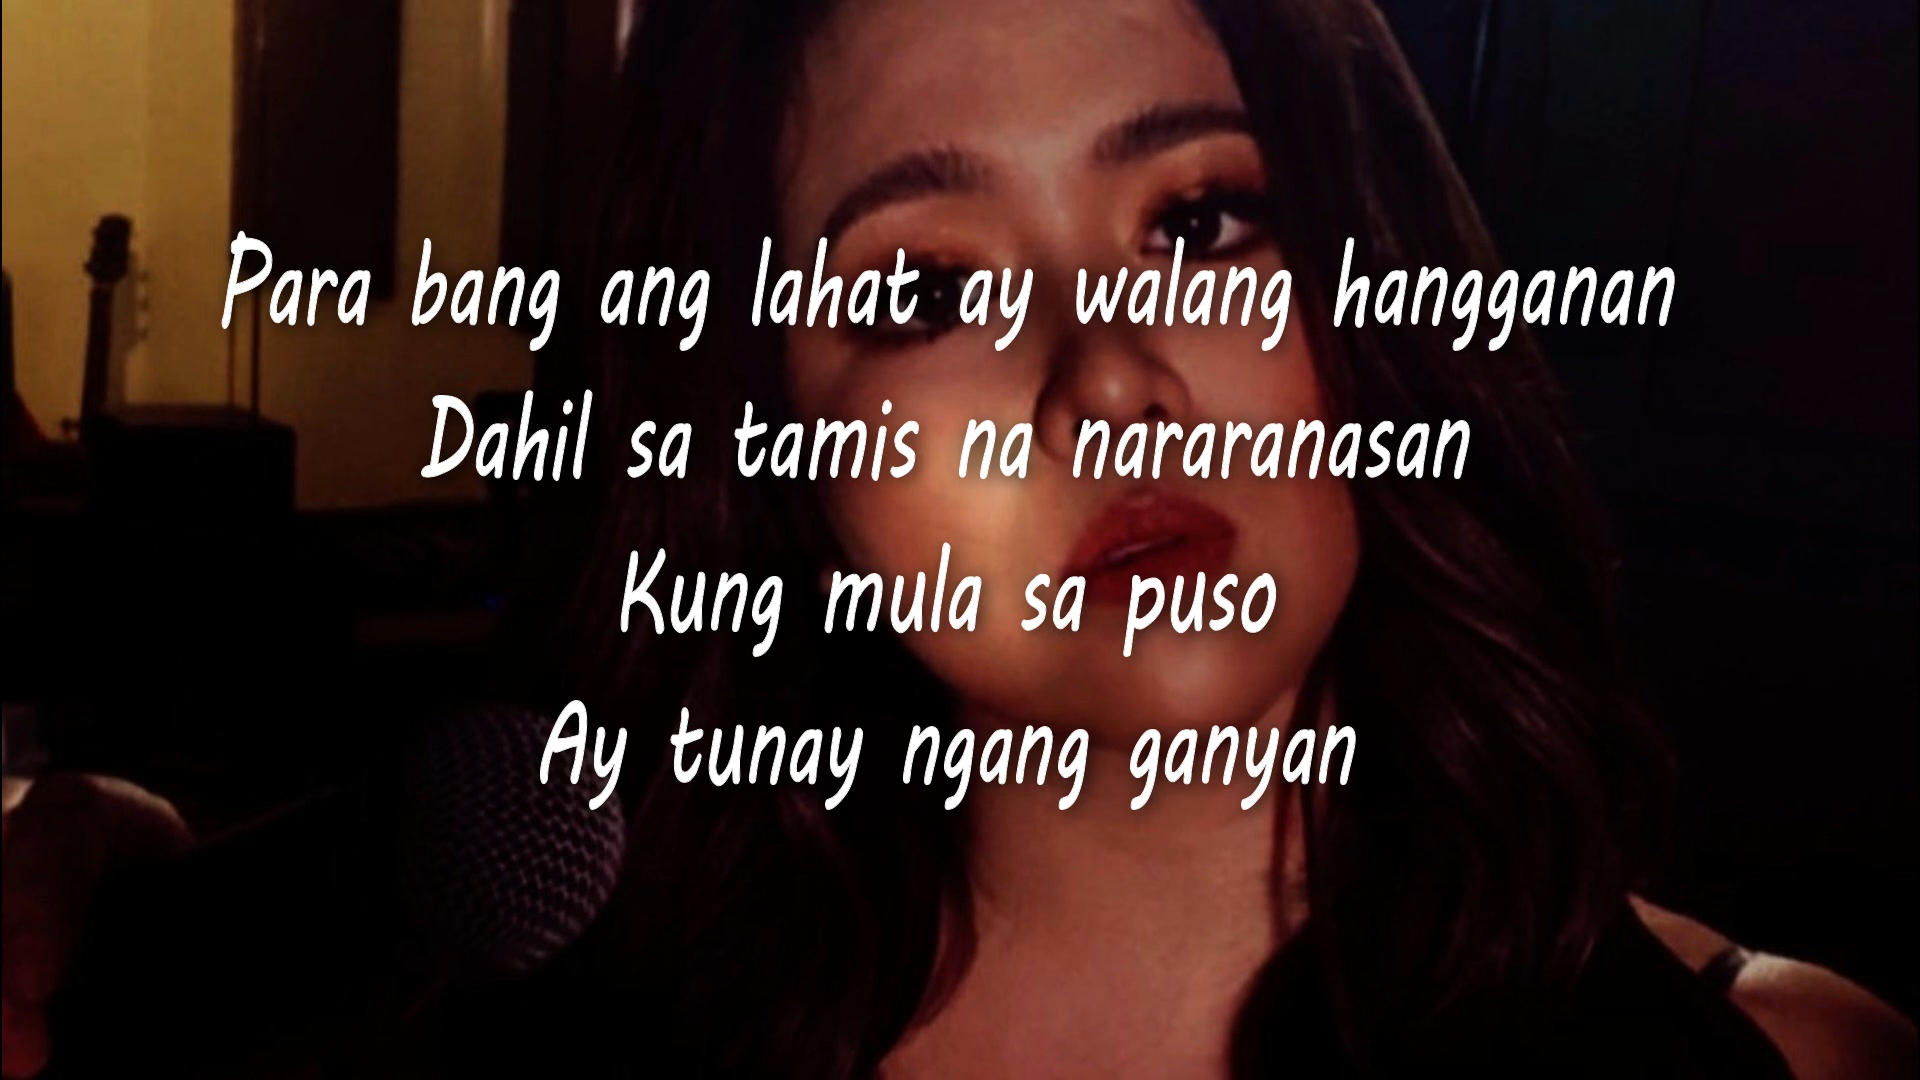 Para bang ang lahat ay walang hangganan
Dahil sa tamis na nararanasan
Kung mula sa puso
Ay tunay ngang ganyan